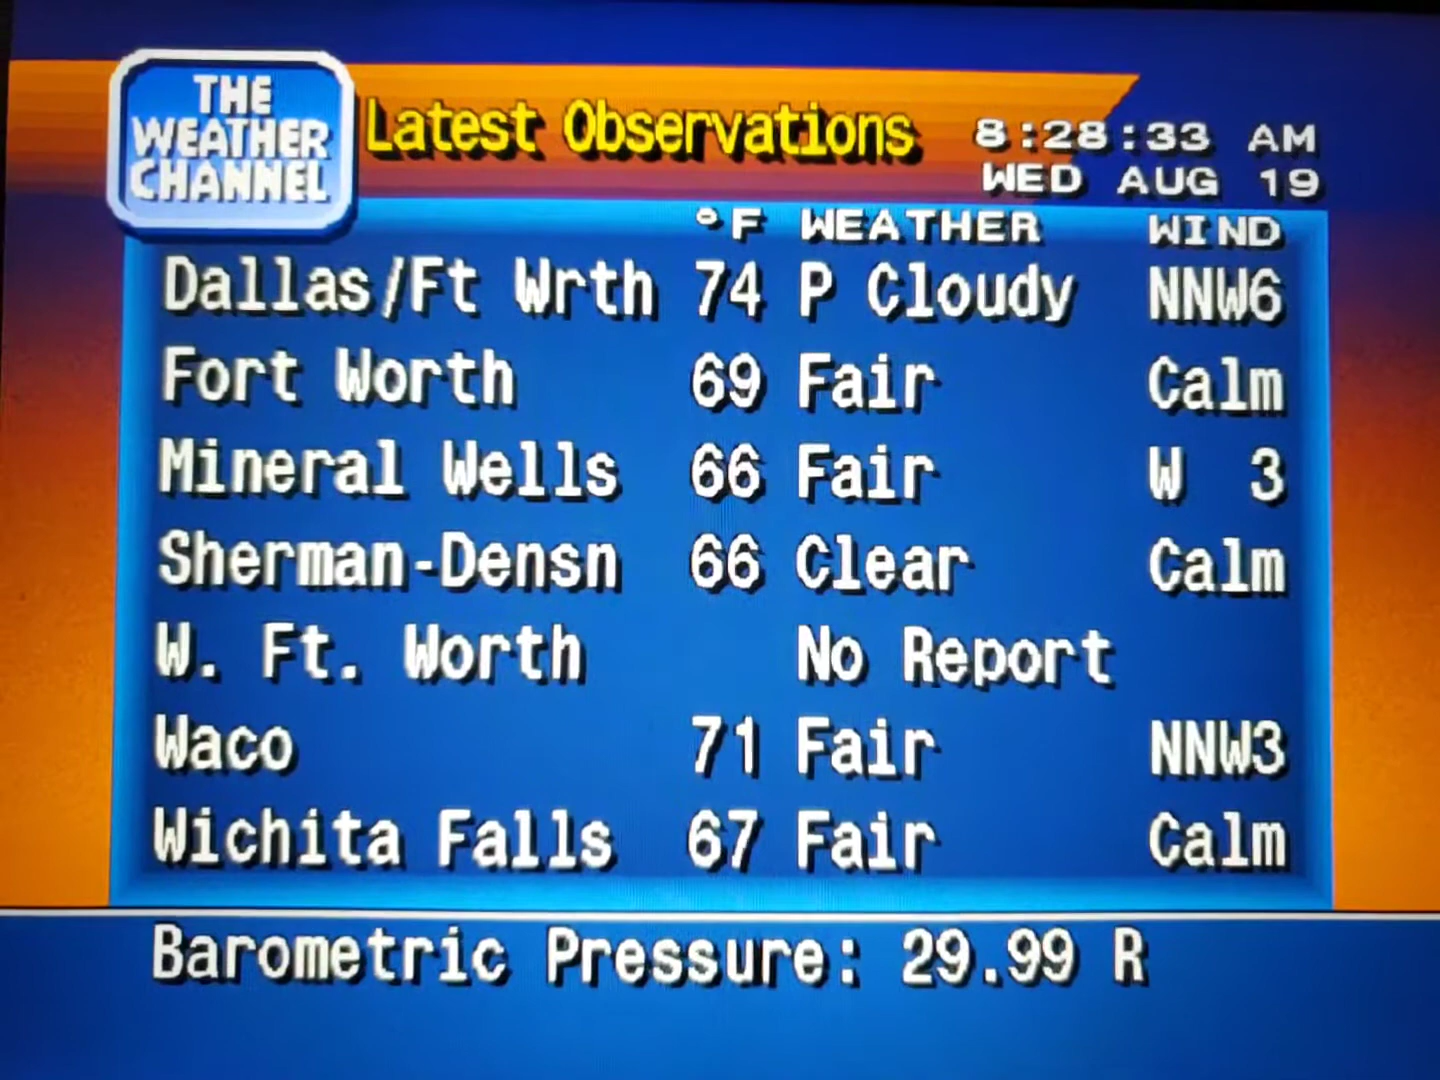 THE
WEATHER
CHANNEL
Latest Observations
8:28:33 AM
WED AUG 19
°F WEATHER WIND
Dallas/Ft Wrth 74 P Cloudy NNW6
Fort Worth 69 Fair Calm
Mineral Wells 66 Fair W 3
Sherman-Densn 66 Clear Calm
W. Ft. Worth No Report
Waco 71 Fair NNW3
Wichita Falls 67 Fair Calm
Barometric Pressure: 29.99 R